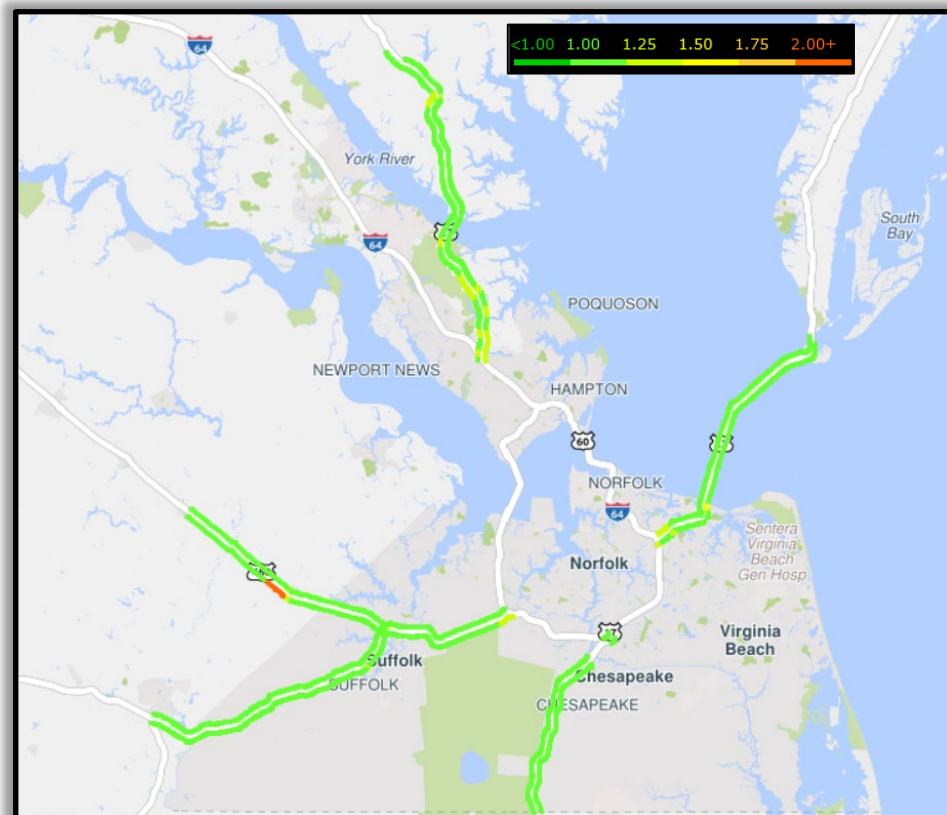 <1.00 1.00 1.25 1.50 1.75 2.00+
64
York River
South
Bay
64
POQUOSON
NEWPORT NEWS
HAMPTON
60
NORFOLK
64
Sentera
Virginia
Beach
Gen Hosp
Norfolk
Virginia
Beach
Suffolk
SUFFOLK
Chesapeake
CHESAPEAKE